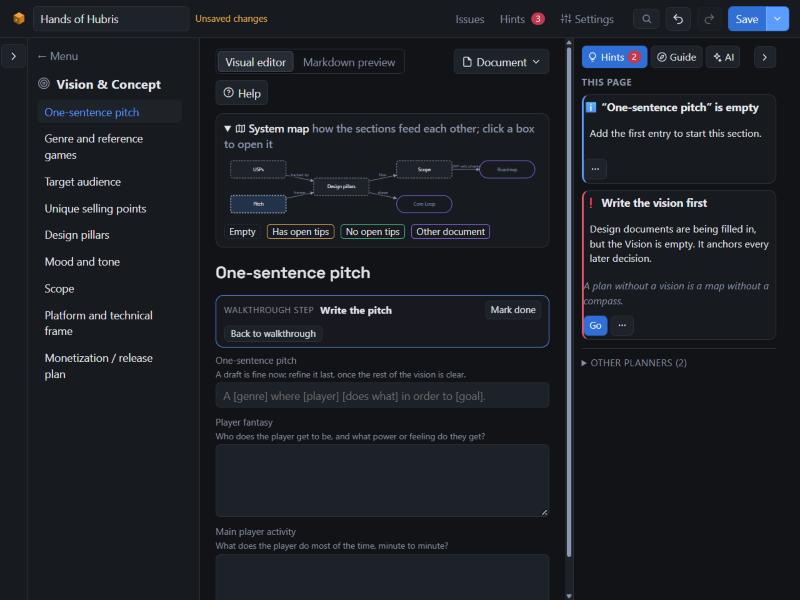 Hands of Hubris
Unsaved changes
Issues
Hints 3
Settings
Save
← Menu
Vision & Concept
One-sentence pitch
Genre and reference
games
Target audience
Unique selling points
Design pillars
Mood and tone
Scope
Platform and technical
frame
Monetization / release
plan
Visual editor
Markdown preview
Document
Help
▼ System map how the sections feed each other; click a box
to open it
USPs
Pitch
Design pillars
Scope
Core Loop
Roadmap
Empty
Has open tips
No open tips
Other document
One-sentence pitch
WALKTHROUGH STEP Write the pitch
Mark done
Back to walkthrough
One-sentence pitch
A draft is fine now; refine it last, once the rest of the vision is clear.
A [genre] where [player] [does what] in order to [goal].
Player fantasy
Who does the player get to be, and what power or feeling do they get?
Main player activity
What does the player do most of the time, minute to minute?
Hints 2
Guide
AI
THIS PAGE
“One-sentence pitch” is empty
Add the first entry to start this section.
...
! Write the vision first
Design documents are being filled in,
but the Vision is empty. It anchors every
later decision.
A plan without a vision is a map without a
compass.
Go
...
▶ OTHER PLANNERS (2)